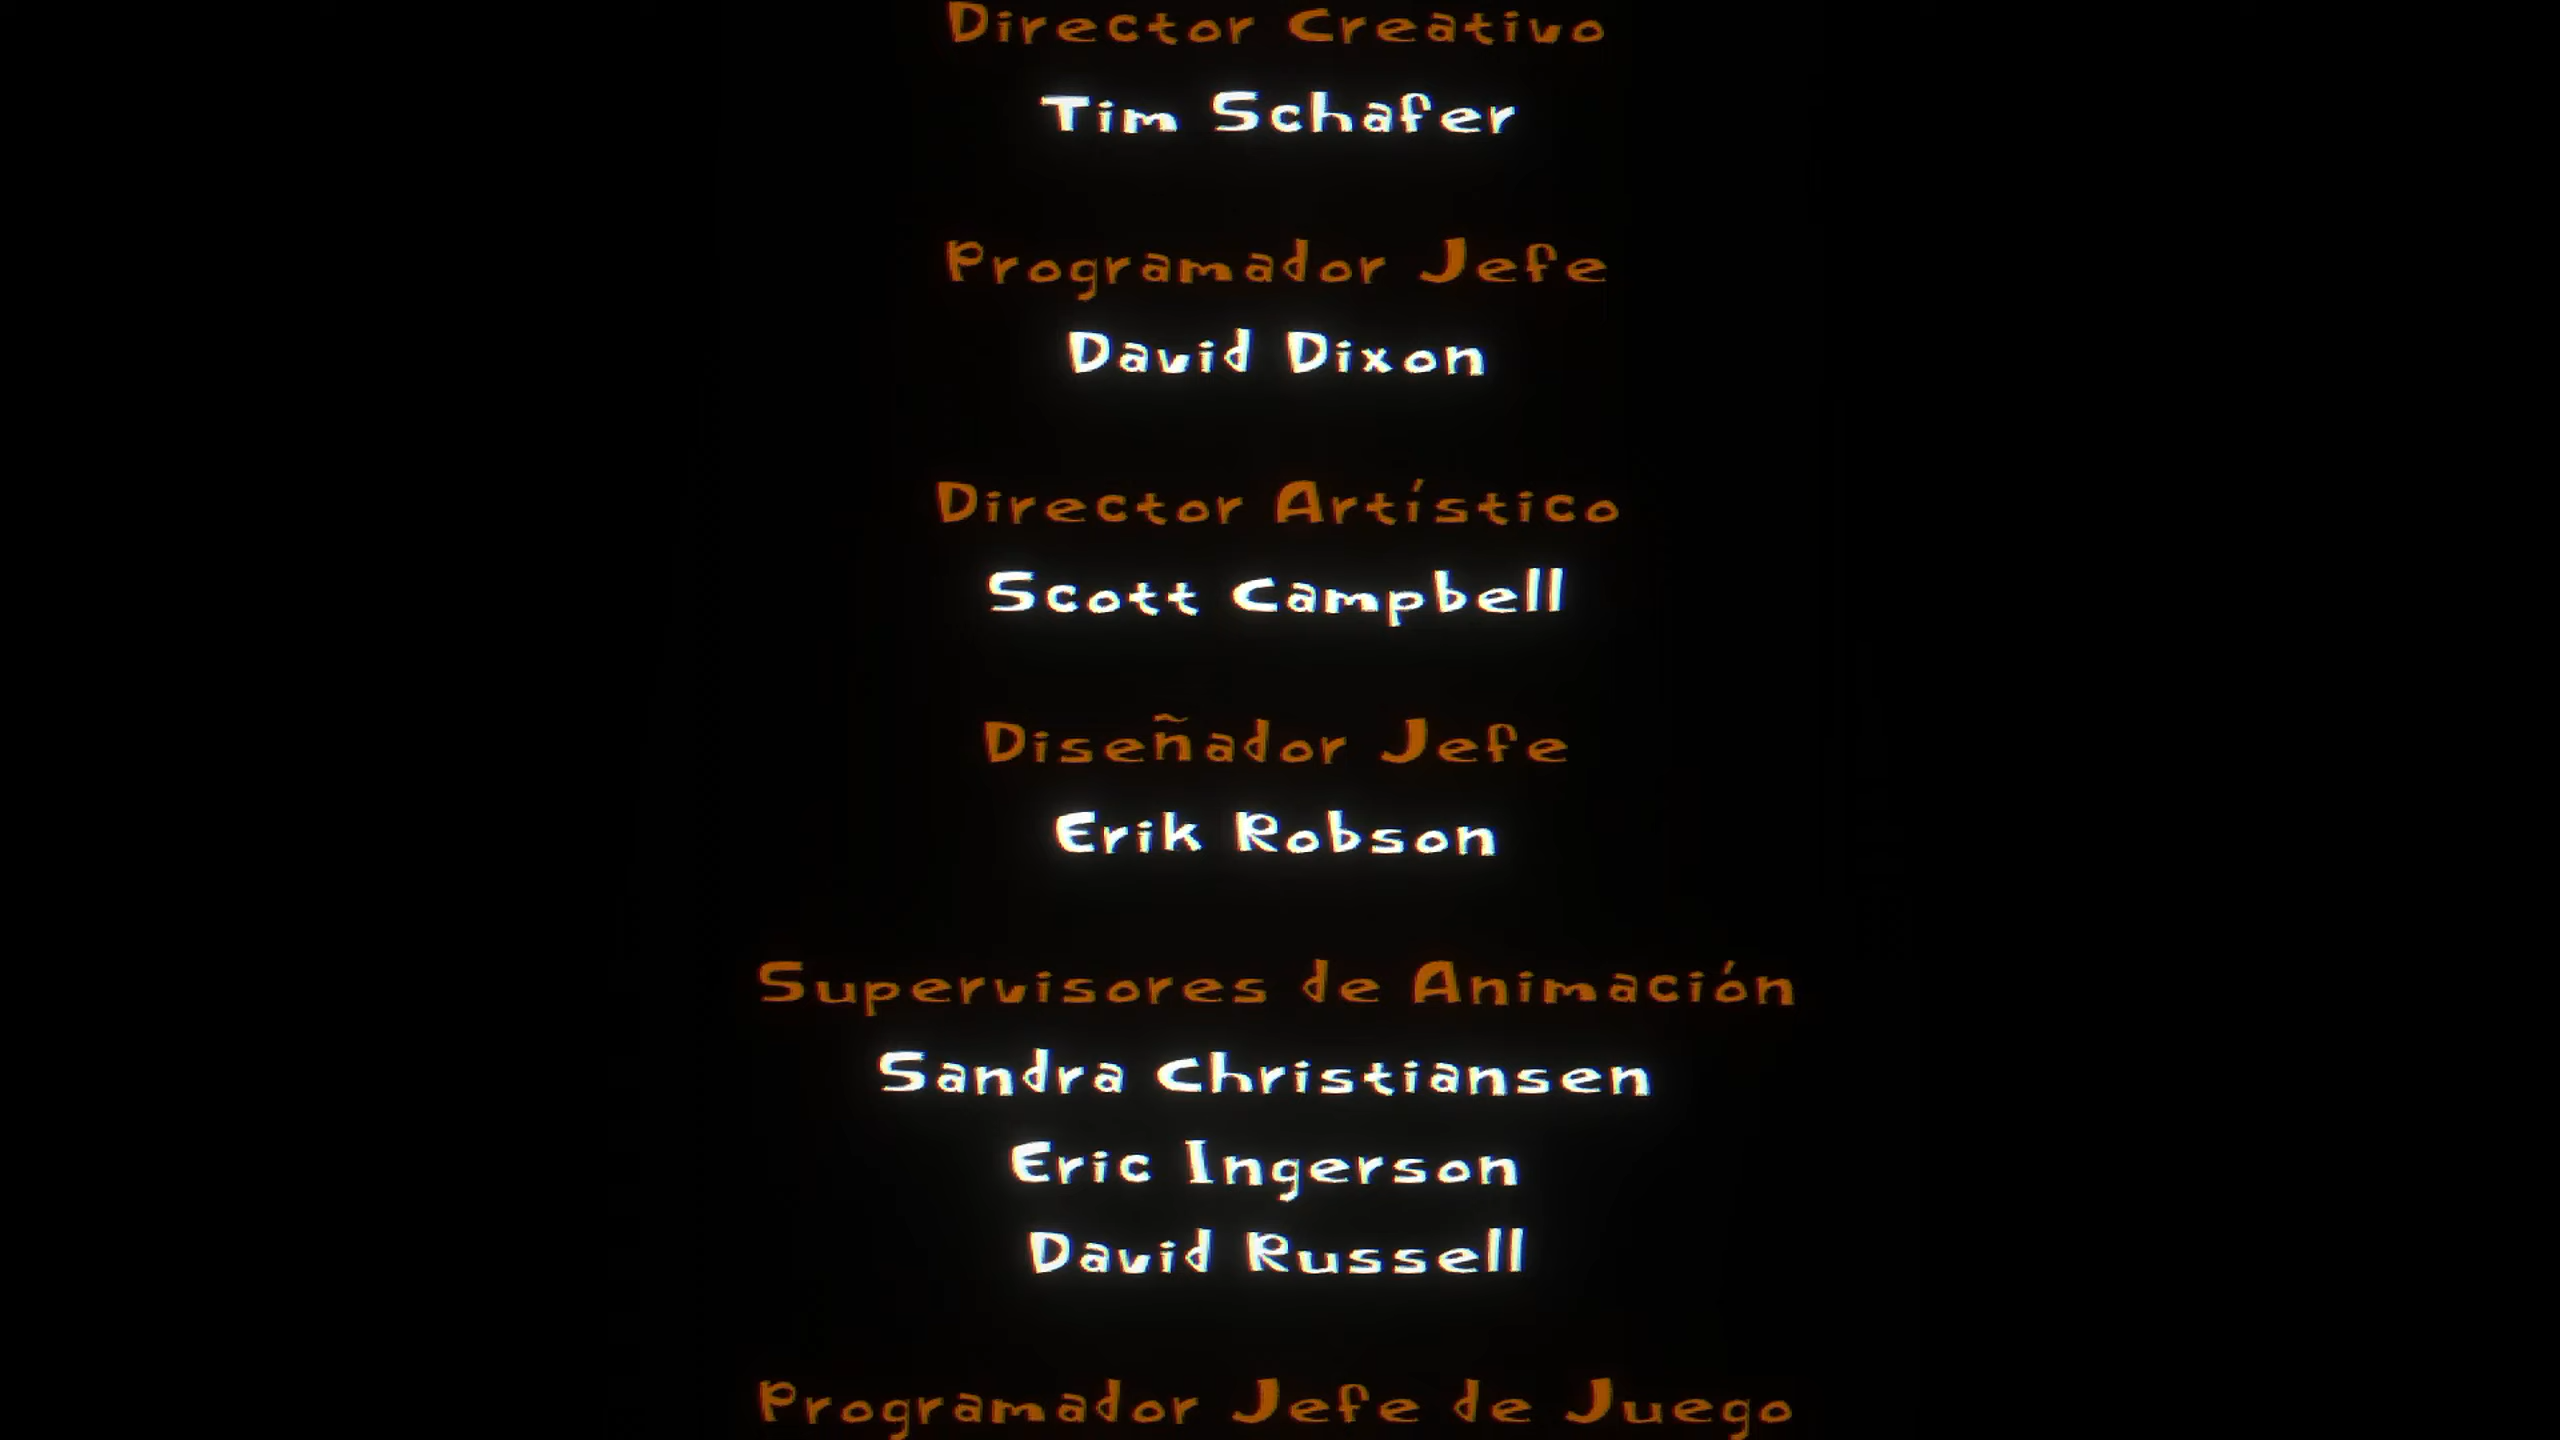 Director Creativo
Tim Schafer
Programador Jefe
David Dixon
Director Artístico
Scott Campbell
Diseñador Jefe
Erik Robson
Supervisores de Animación
Sandra Christiansen
Eric Ingerson
David Russell
Programador Jefe de Juego